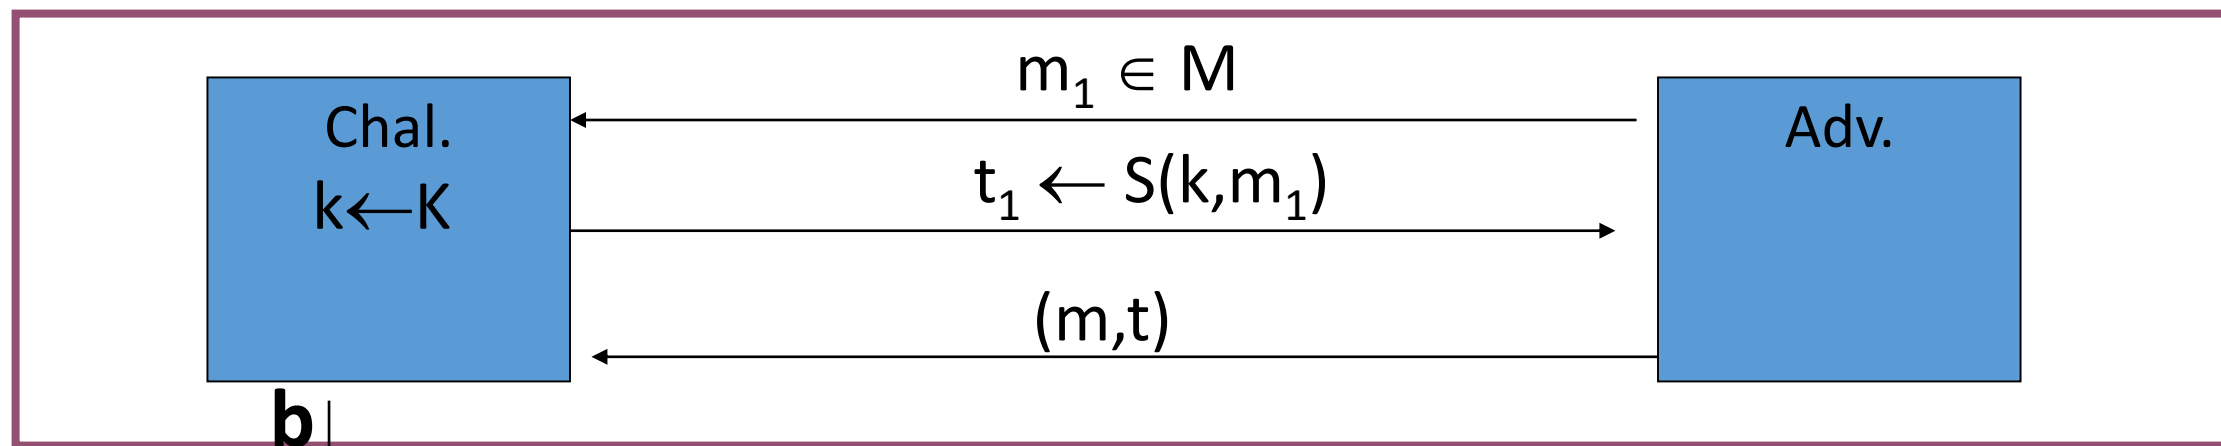 m₁ ∈ M
Chal.
Adv.
k←K
t₁ ← S(k,m₁)
(m,t)
b